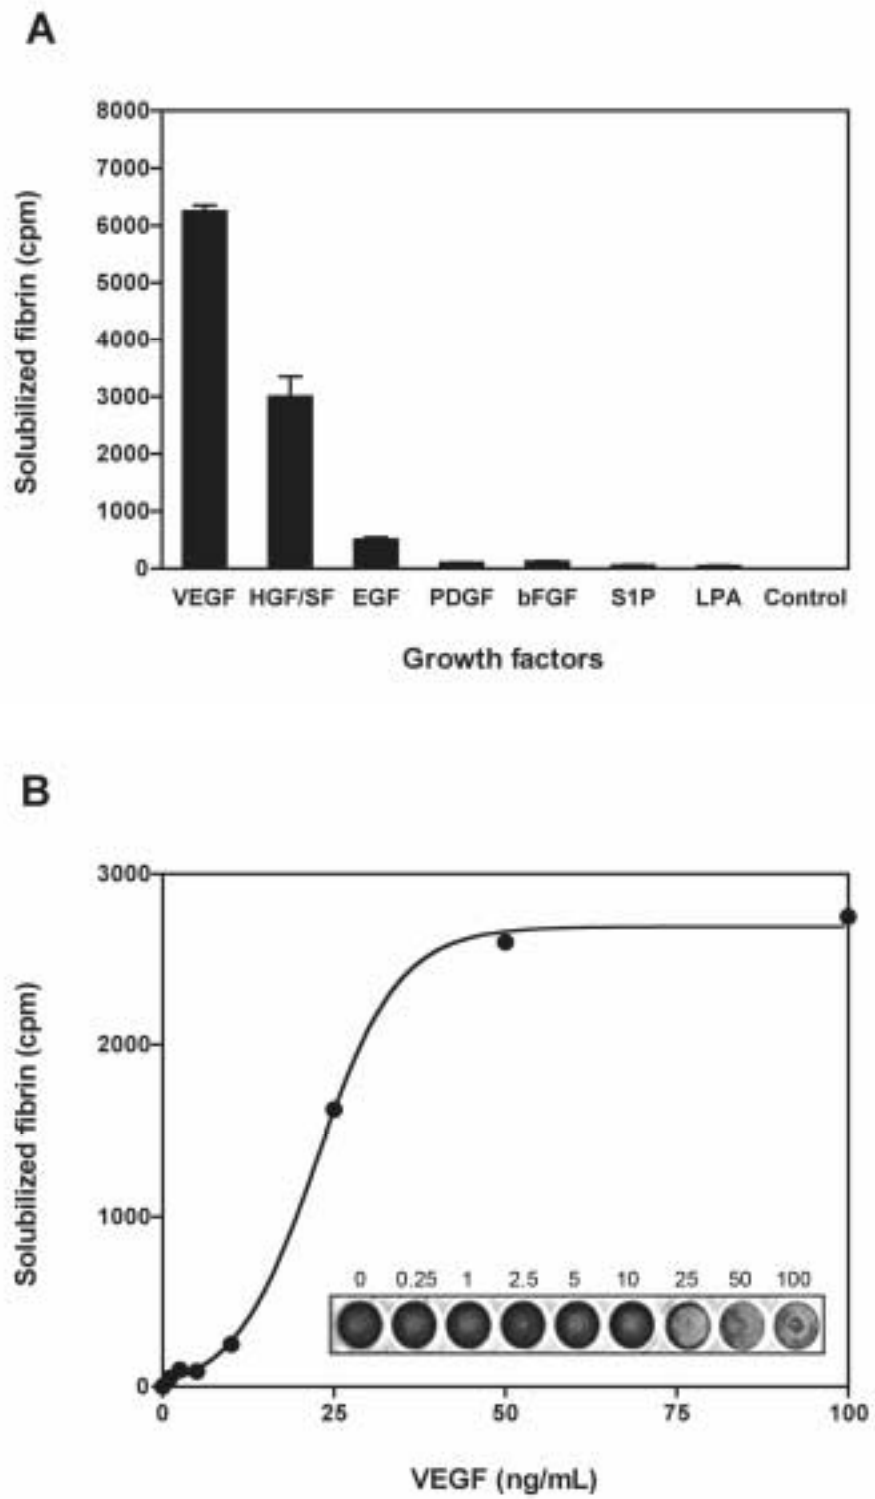 A
8000
7000
6000
5000
4000
3000
2000
1000
0
Solubilized fibrin (cpm)
VEGF HGF/SF EGF PDGF bFGF S1P LPA Control
Growth factors
B
3000
2000
1000
0
Solubilized fibrin (cpm)
0 0.25 1 2.5 5 10 25 50 100
0 25 50 75 100
VEGF (ng/mL)